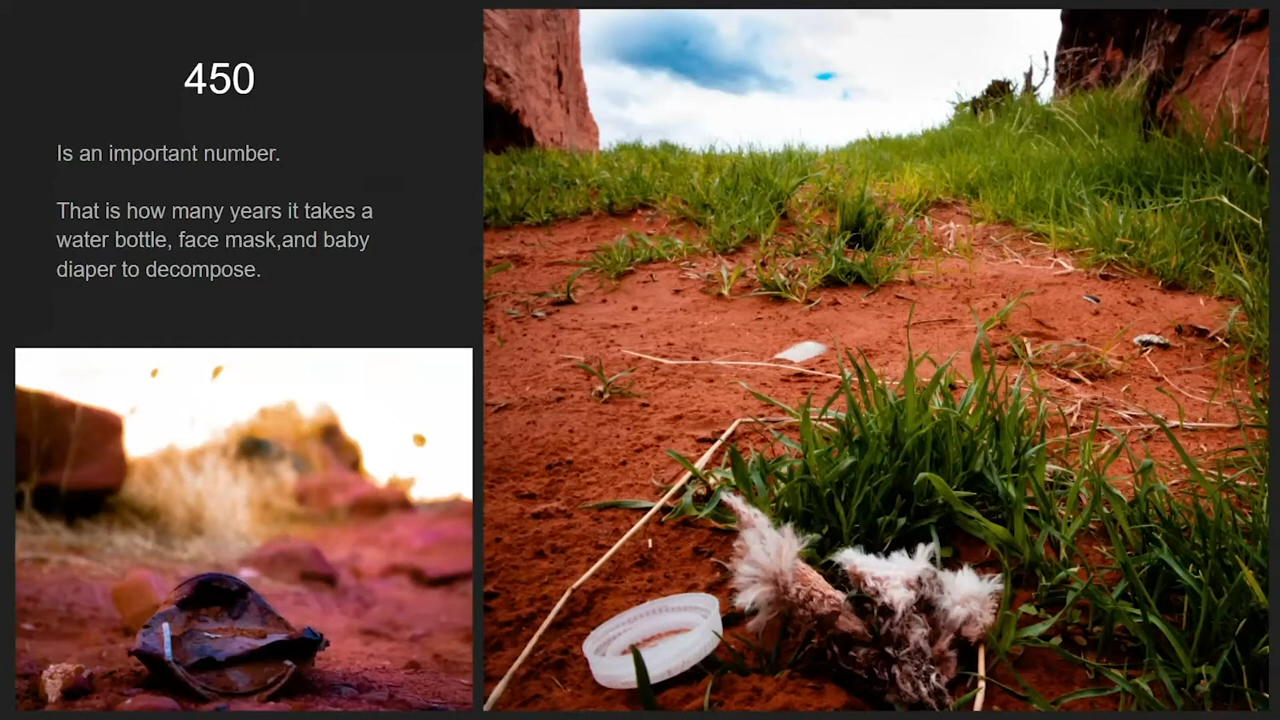 450
Is an important number.
That is how many years it takes a
water bottle, face mask,and baby
diaper to decompose.